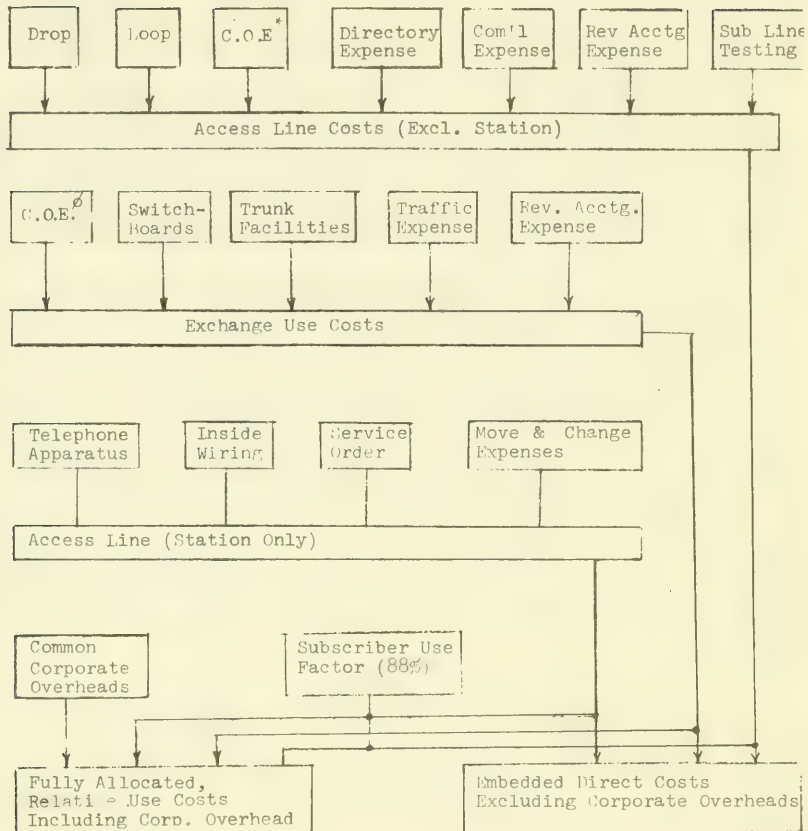 Drop
Loop
C.O.E*
Directory
Expense
Com'l
Expense
Rev Acctg
Expense
Sub Line
Testing
Access Line Costs (Excl. Station)
C.O.E.ø
Switch-
Boards
Trunk
Facilities
Traffic
Expense
Rev. Acctg.
Expense
Exchange Use Costs
Telephone
Apparatus
Inside
Wiring
Service
Order
Move & Change
Expenses
Access Line (Station Only)
Common
Corporate
Overheads
Subscriber Use
Factor (88%)
Fully Allocated,
Use Costs
Including Corp. Overhead
Embedded Direct Costs
Excluding Corporate Overheads